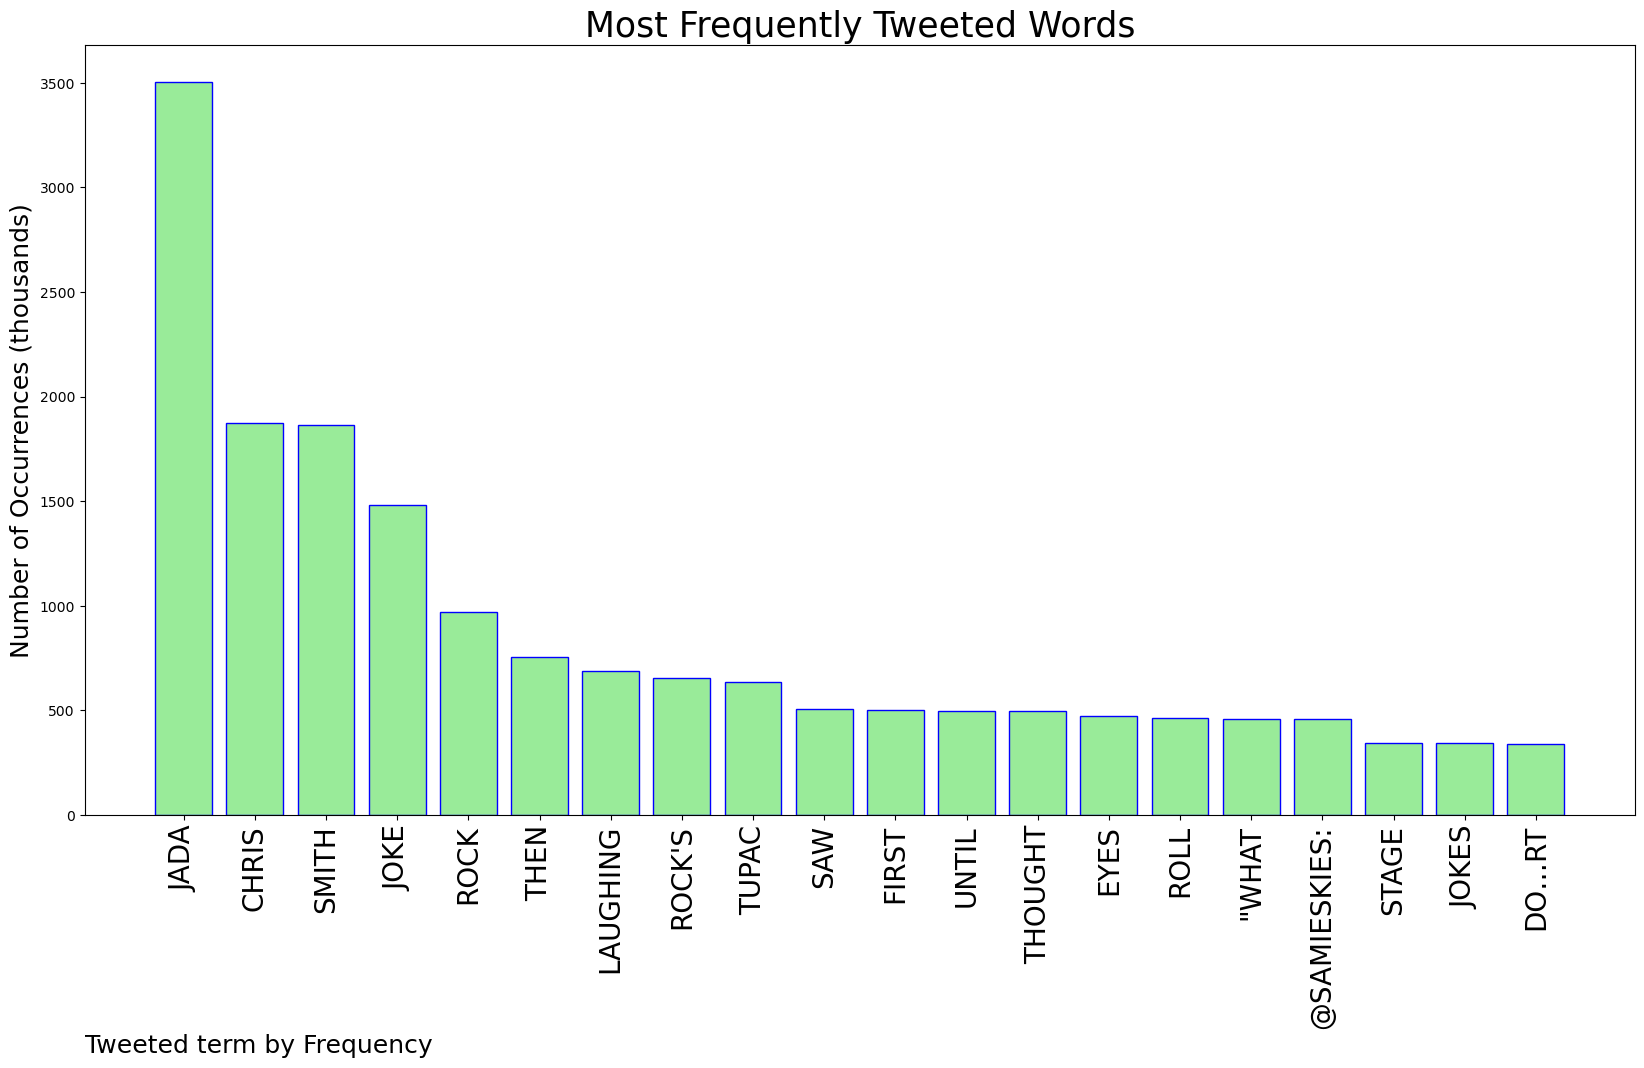 Most Frequently Tweeted Words
Number of Occurrences (thousands)
3500
3000
2500
2000
1500
1000
500
0
JADA
CHRIS
SMITH
JOKE
ROCK
THEN
LAUGHING
ROCK'S
TUPAC
SAW
FIRST
UNTIL
THOUGHT
EYES
ROLL
"WHAT
@SAMIESKIES:
STAGE
JOKES
DO...RT
Tweeted term by Frequency